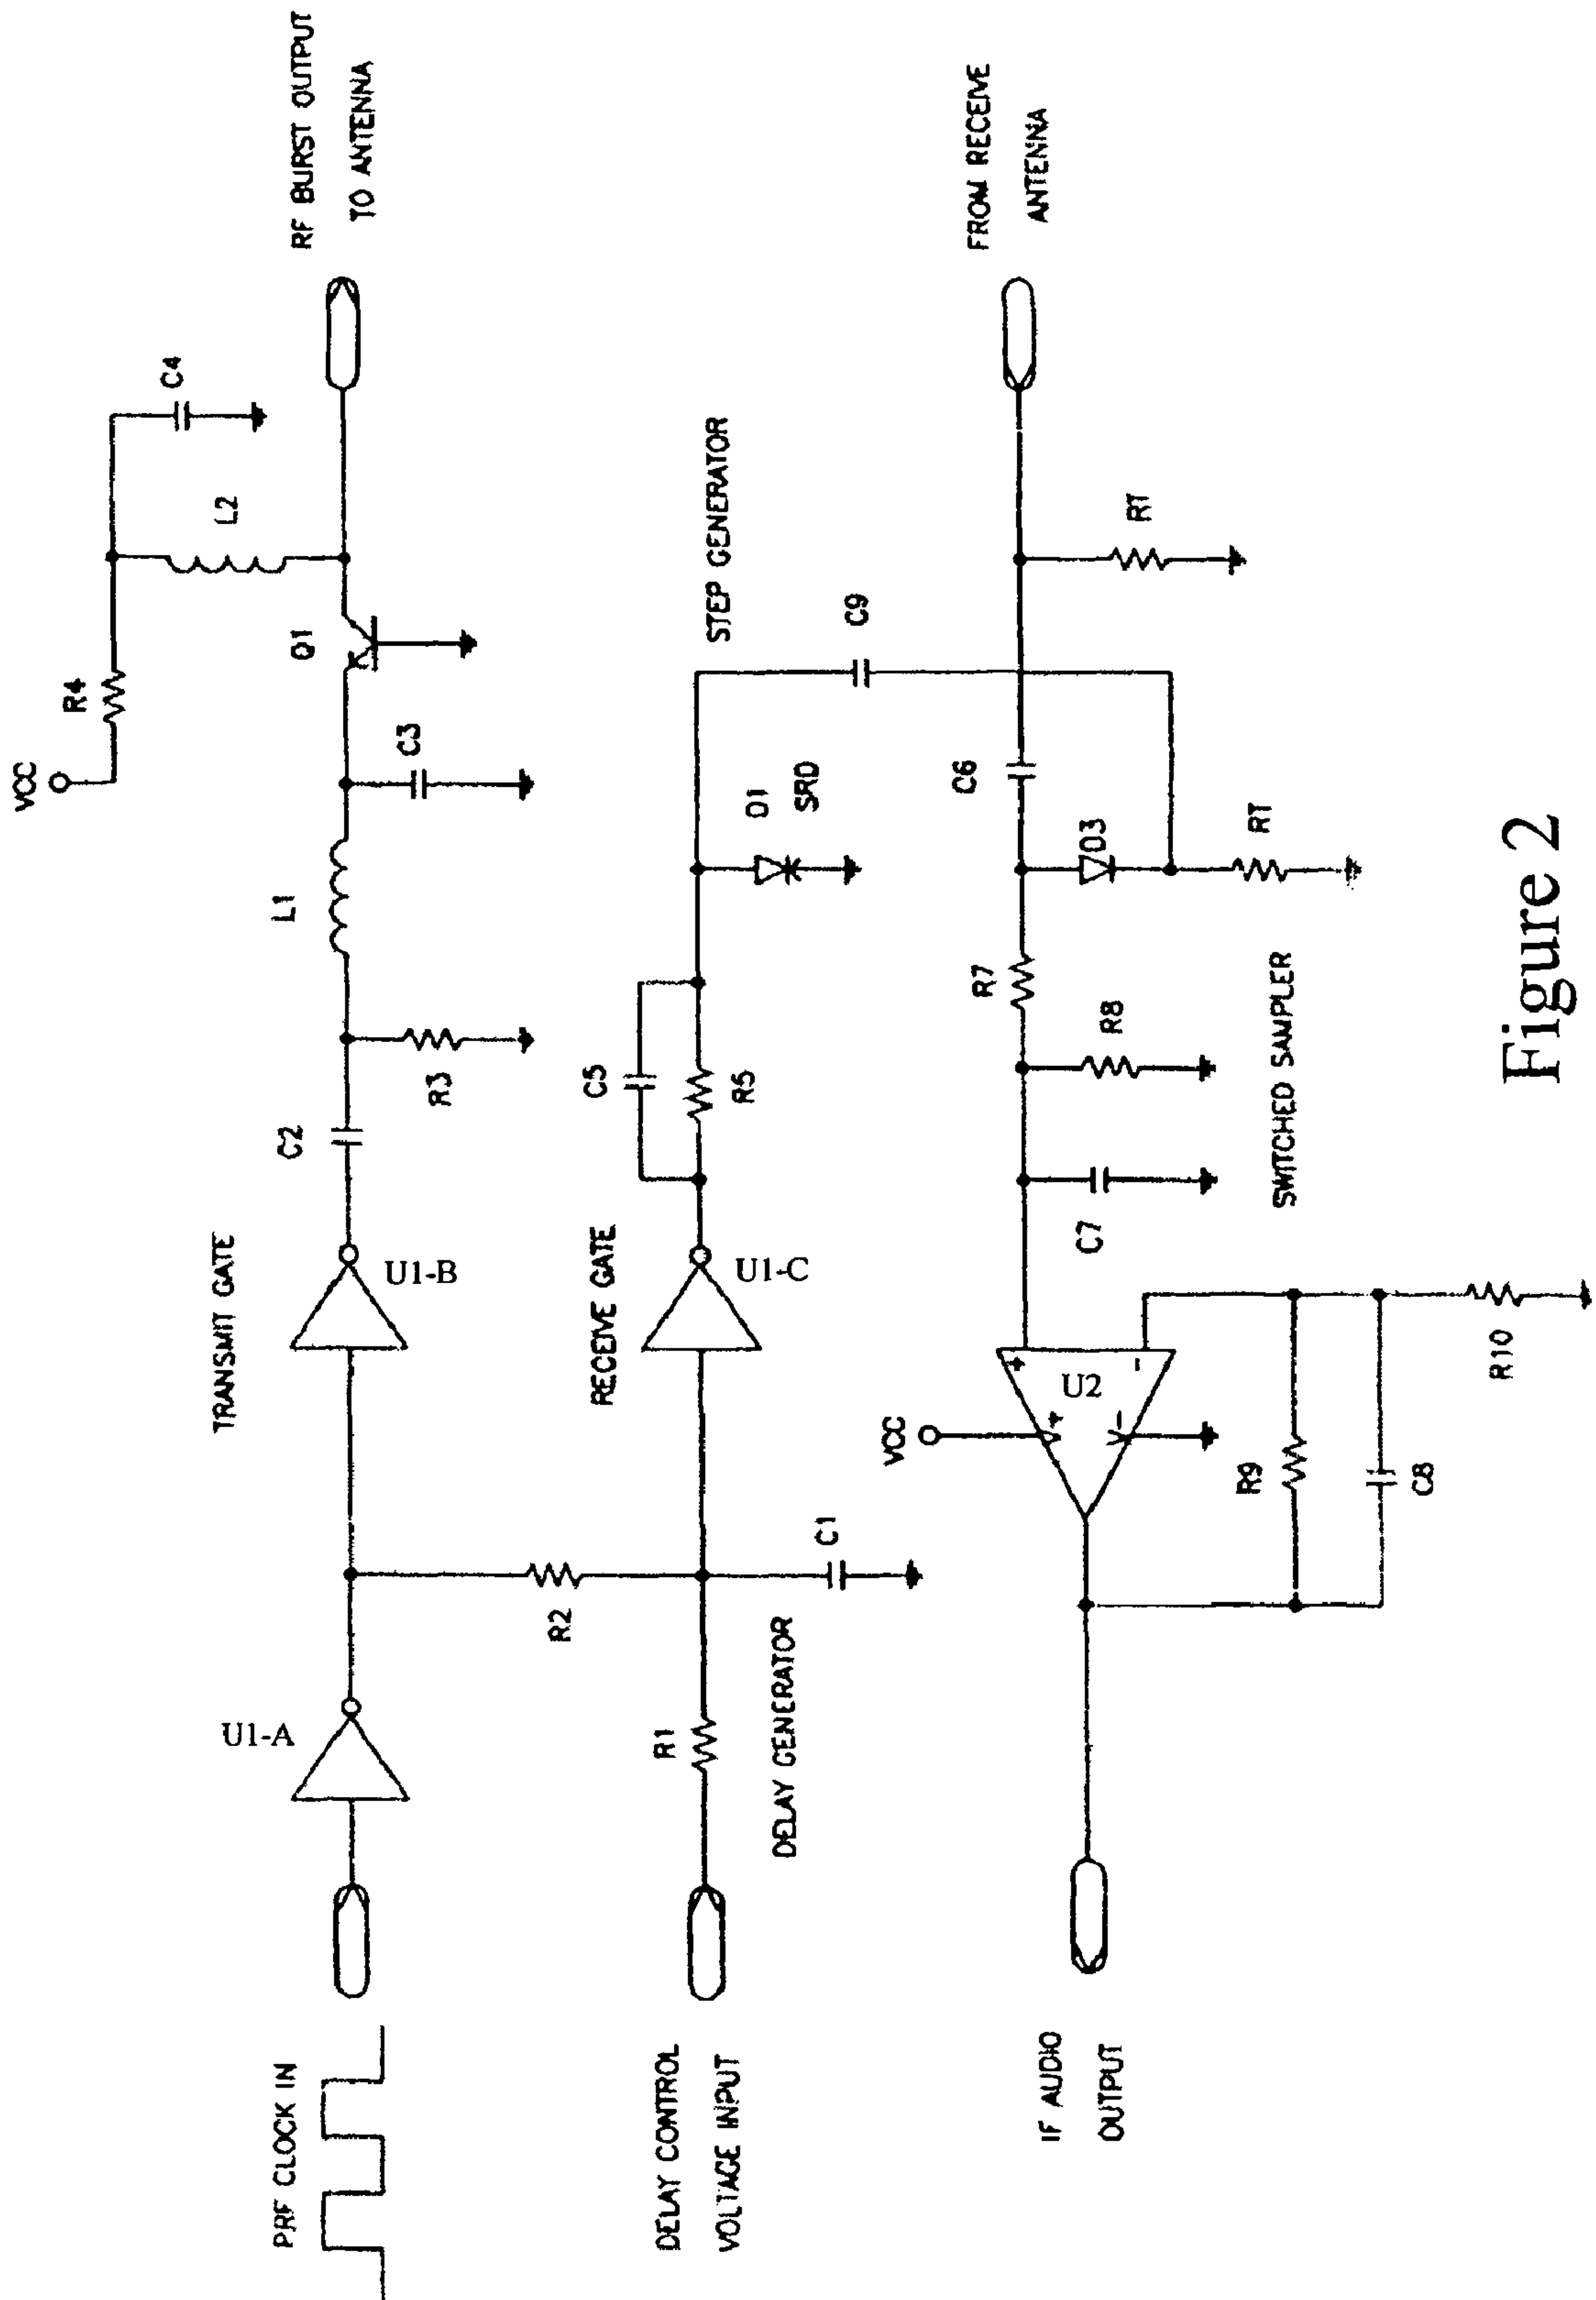 VCC
R4
C4
L2
RF BURST OUTPUT
TO ANTENNA
Q1
C3
L1
R3
C2
TRANSMIT GATE
U1-B
U1-A
PRF CLOCK IN
R2
STEP GENERATOR
C9
D1
SRD
C5
R5
RECEIVE GATE
U1-C
C1
R1
DELAY GENERATOR
DELAY CONTROL
VOLTAGE INPUT
FROM RECEIVE
ANTENNA
RT
C6
D3
RT
R7
R8
C7
SWITCHED SAMPLER
VCC
+
-
U2
V+
V-
R9
C8
R10
IF AUDIO
OUTPUT
Figure 2